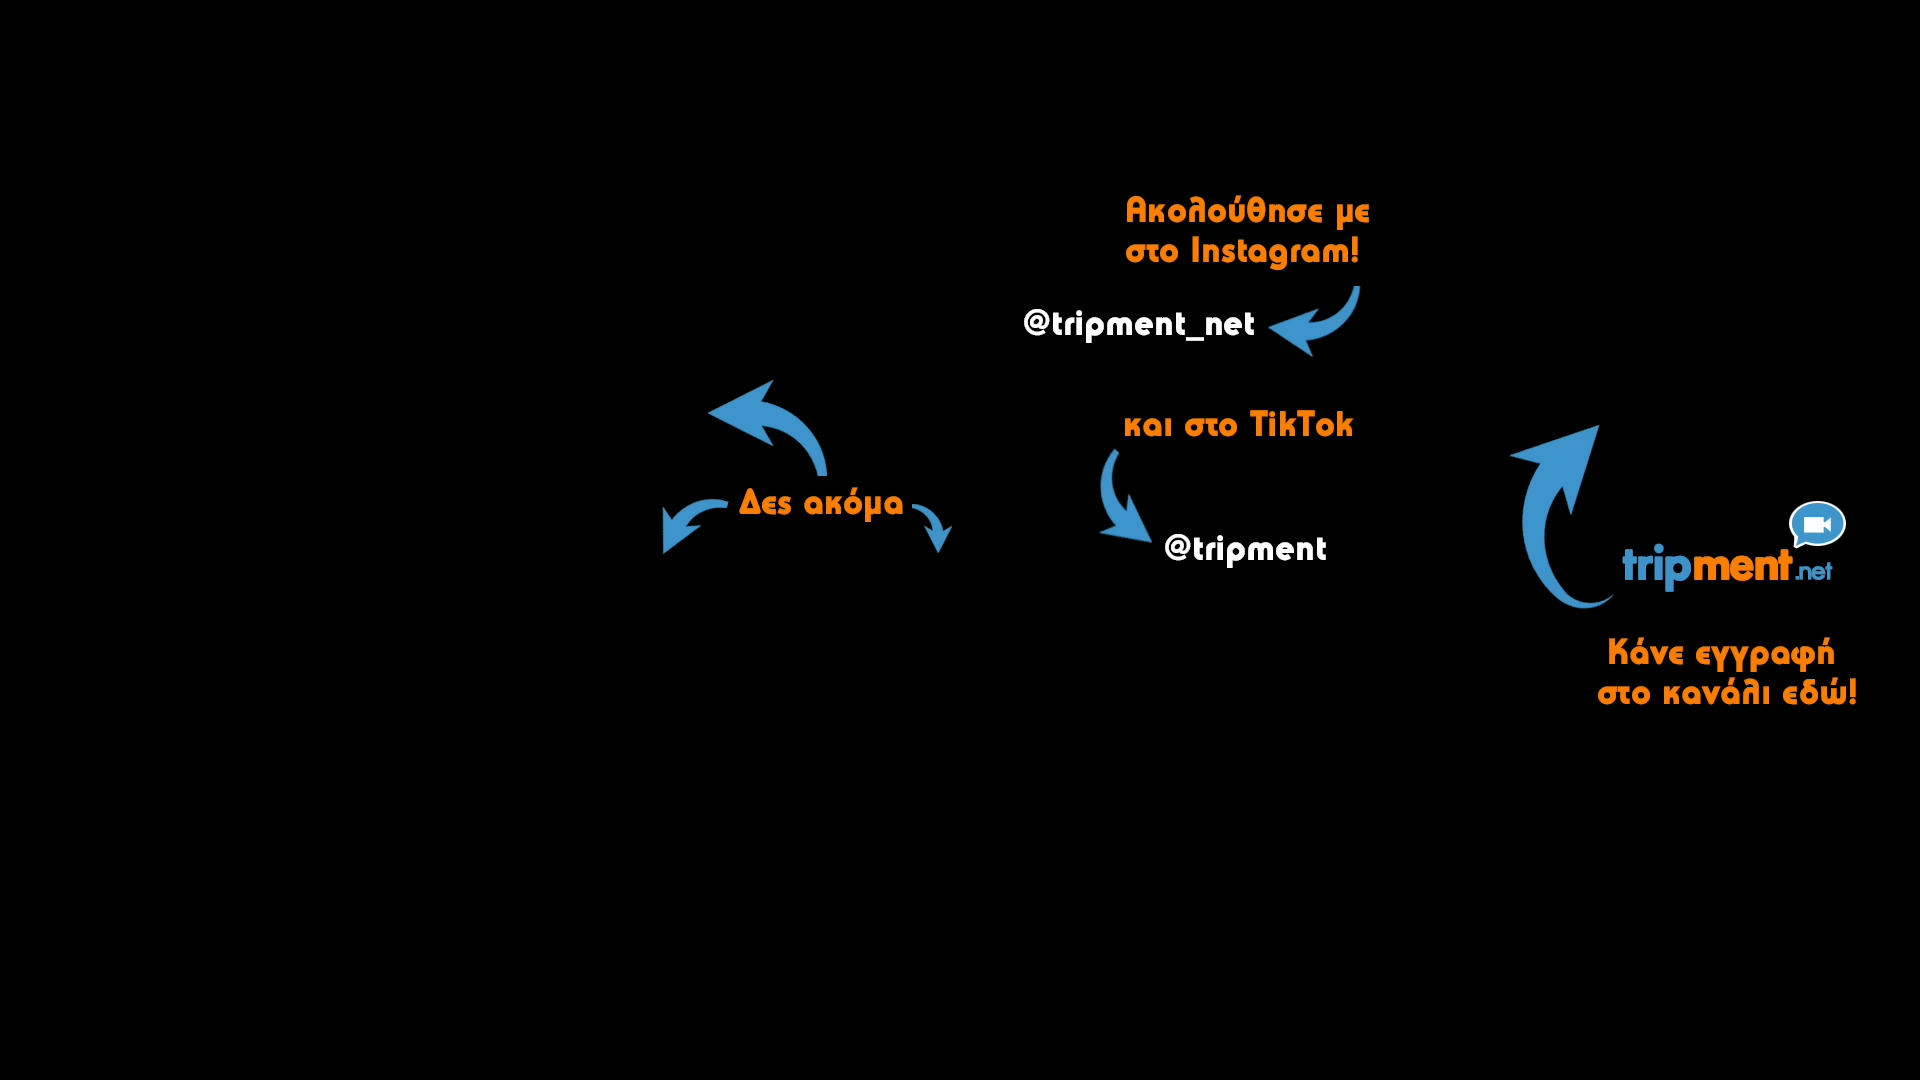 Ακολούθησε με
στο Instagram!
@tripment_net
και στο TikTok
Δες ακόμα
@tripment
tripment.net
Κάνε εγγραφή
στο κανάλι εδώ!